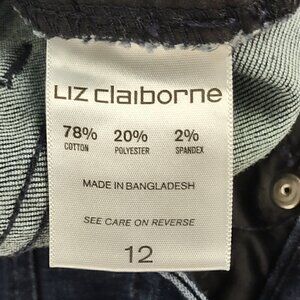 LIZ claiborne
78% 20% 2%
COTTON POLYESTER SPANDEX
MADE IN BANGLADESH
SEE CARE ON REVERSE
12